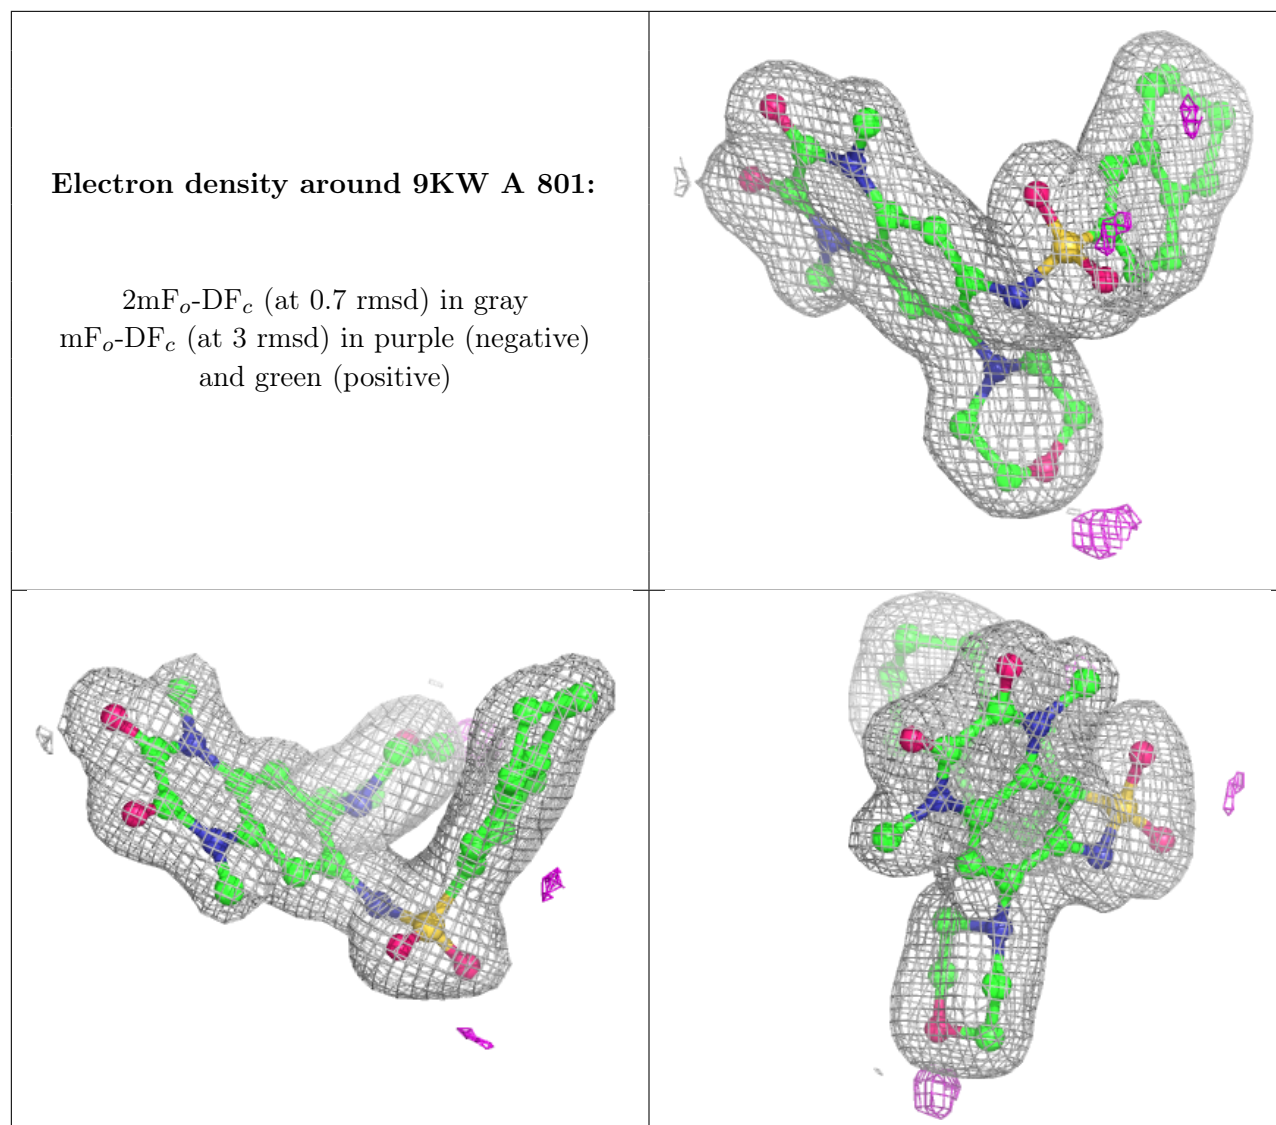 Electron density around 9KW A 801:
2mFo-DFc (at 0.7 rmsd) in gray
mFo-DFc (at 3 rmsd) in purple (negative)
and green (positive)